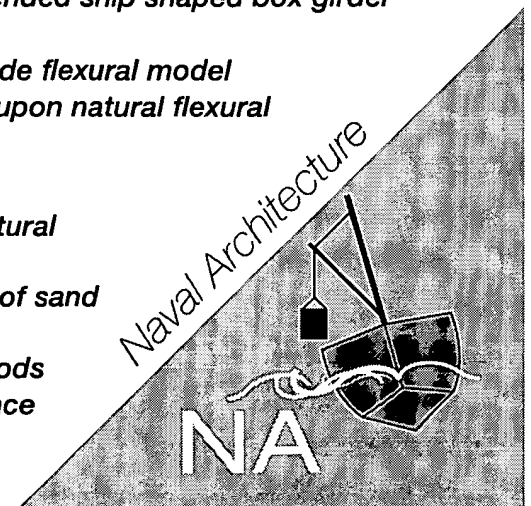 ended ship shaped box girder
de flexural model
upon natural flexural
tural
of sand
ods
nce
Naval Architecture
NA